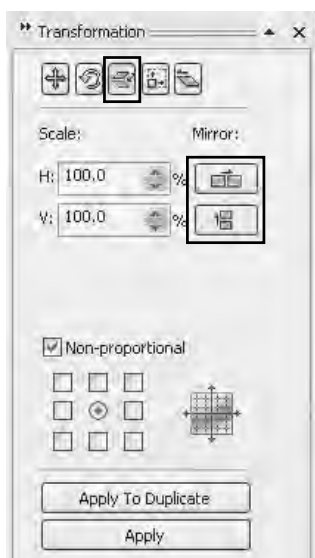 Transformation
Scale: Mirror:
H: 100.0 %
V: 100.0 %
Non-proportional
Apply To Duplicate
Apply